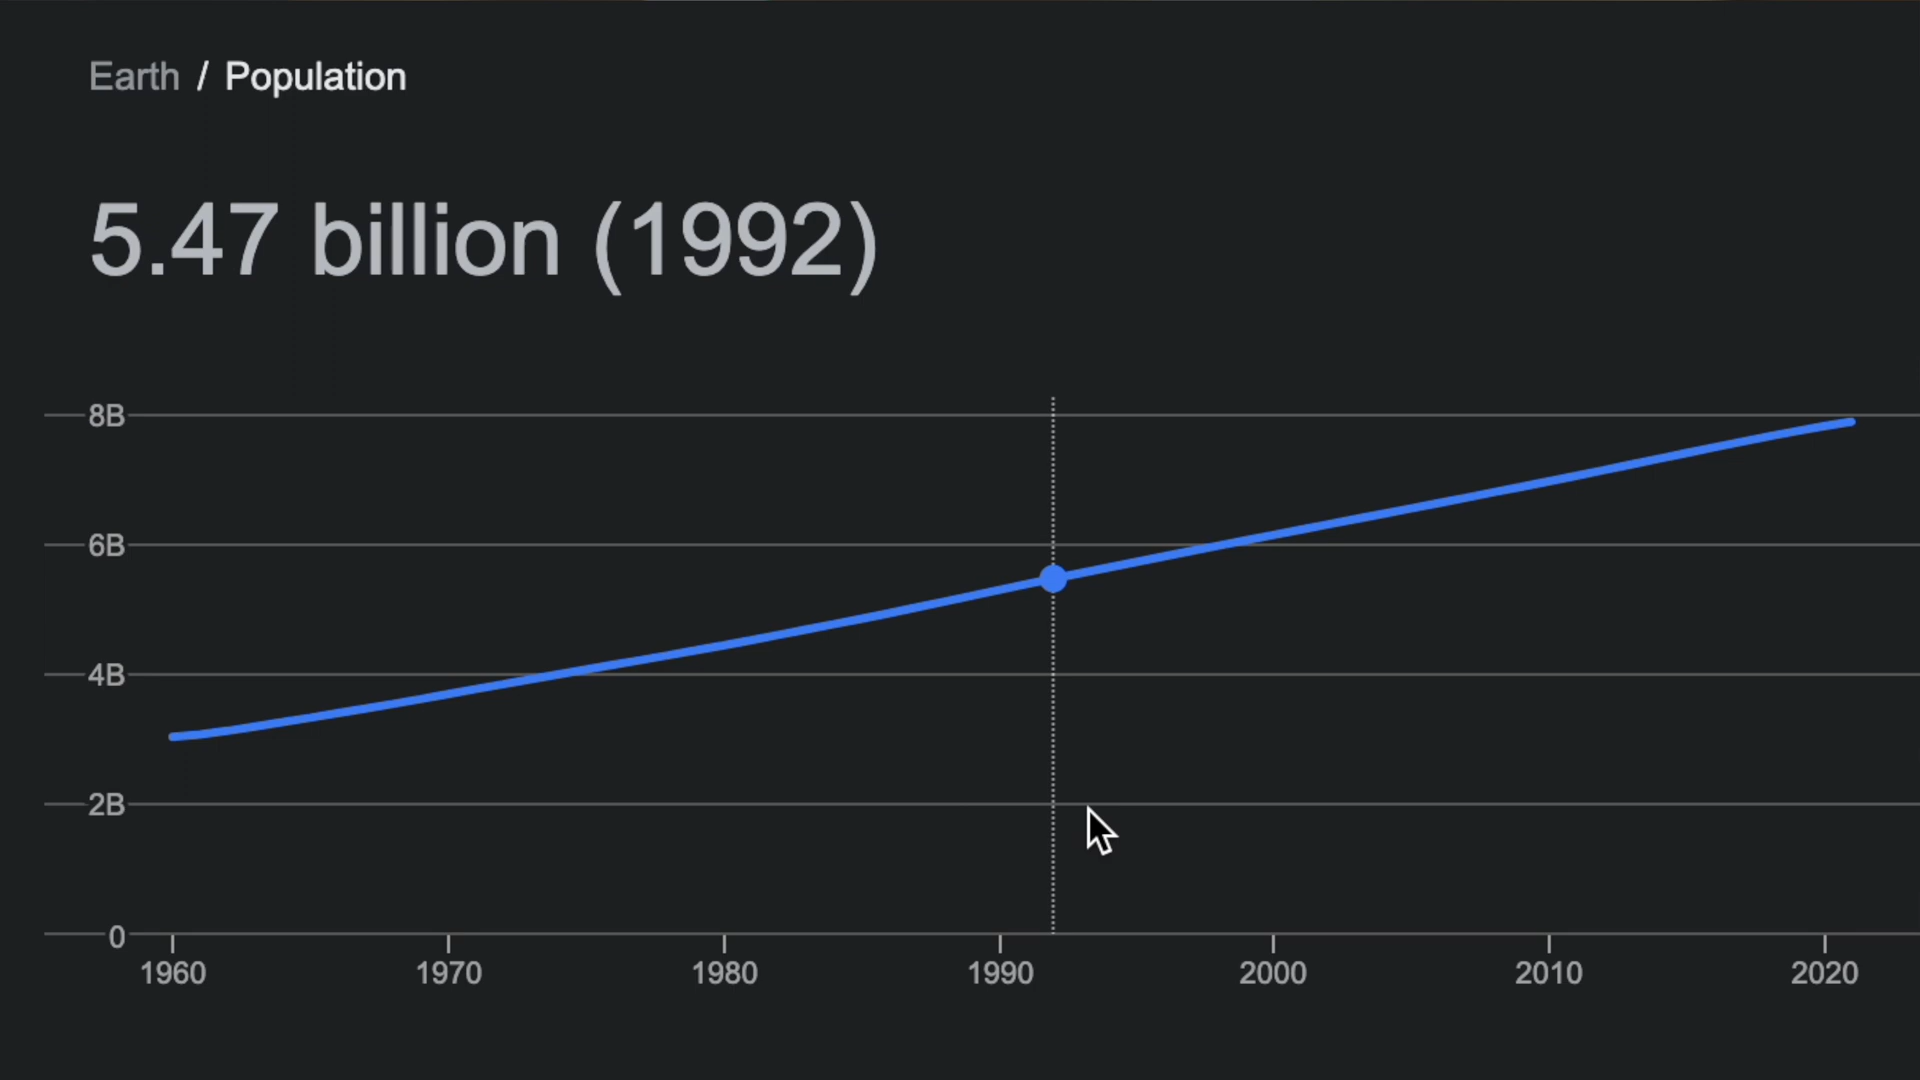 Earth / Population
5.47 billion (1992)
8B
6B
4B
2B
0
1960 1970 1980 1990 2000 2010 2020